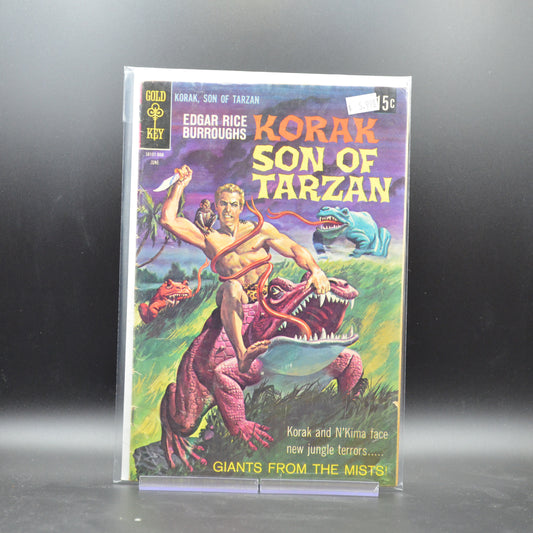 GOLD
KEY
KORAK, SON OF TARZAN
15c
EDGAR RICE
BURROUGHS
KORAK
SON OF
TARZAN
JUNE
Korak and N'Kima face
new jungle terrors.....
GIANTS FROM THE MISTS!